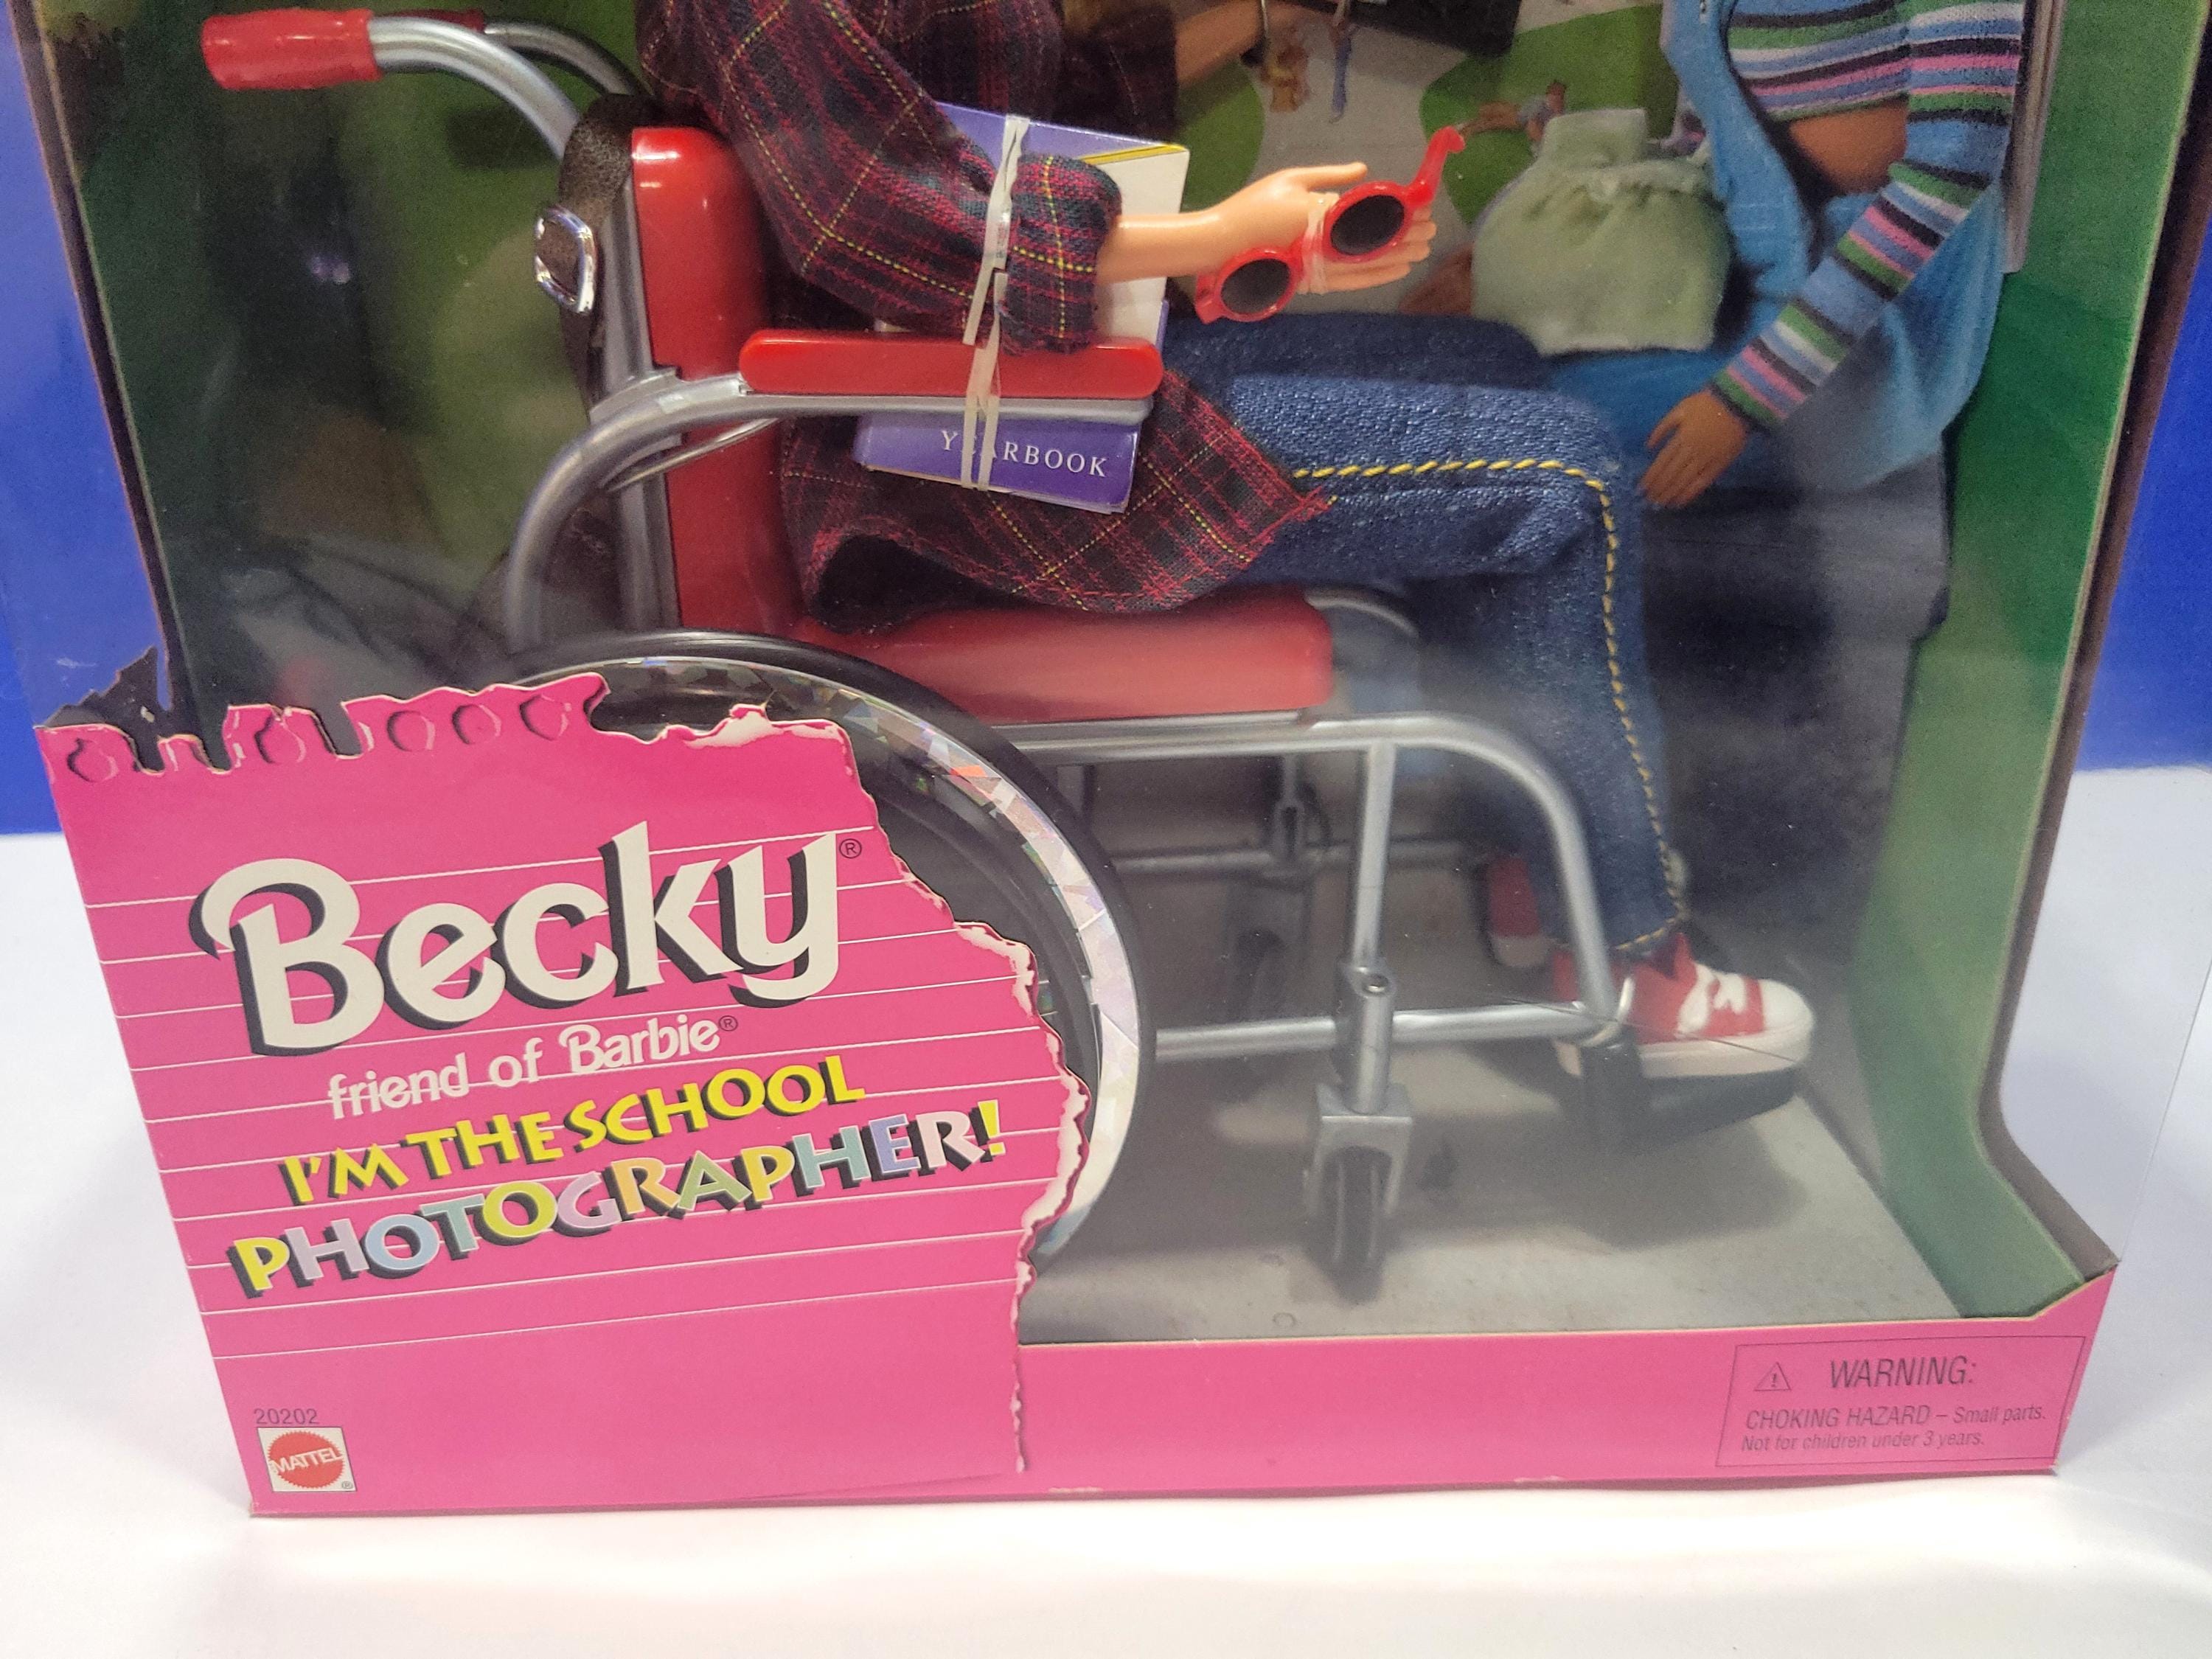 YEARBOOK
Becky®
friend of Barbie®
I'M THE SCHOOL
PHOTOGRAPHER!
20202
MATTEL
®
WARNING:
CHOKING HAZARD – Small parts.
Not for children under 3 years.